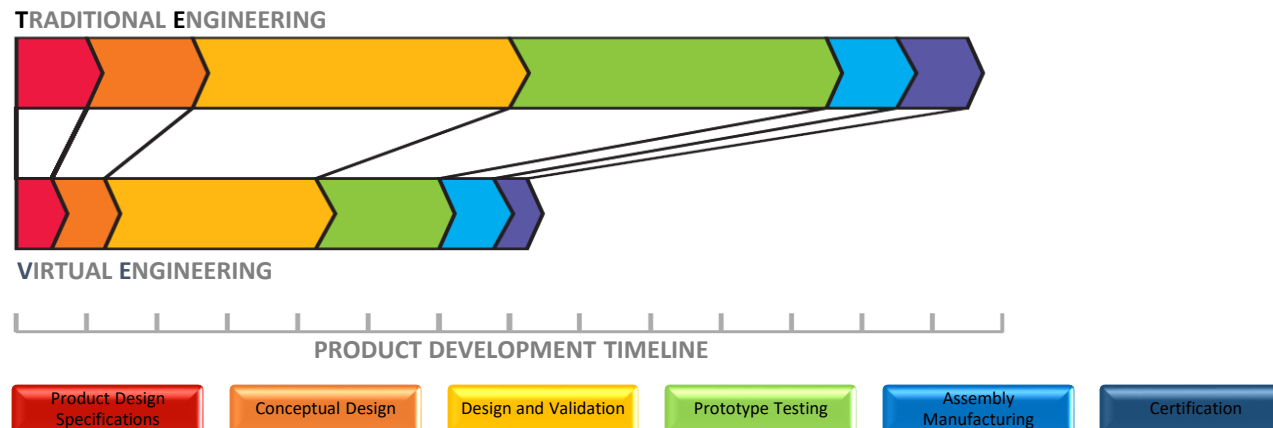 TRADITIONAL ENGINEERING
VIRTUAL ENGINEERING
PRODUCT DEVELOPMENT TIMELINE
Product Design
Specifications
Conceptual Design
Design and Validation
Prototype Testing
Assembly
Manufacturing
Certification